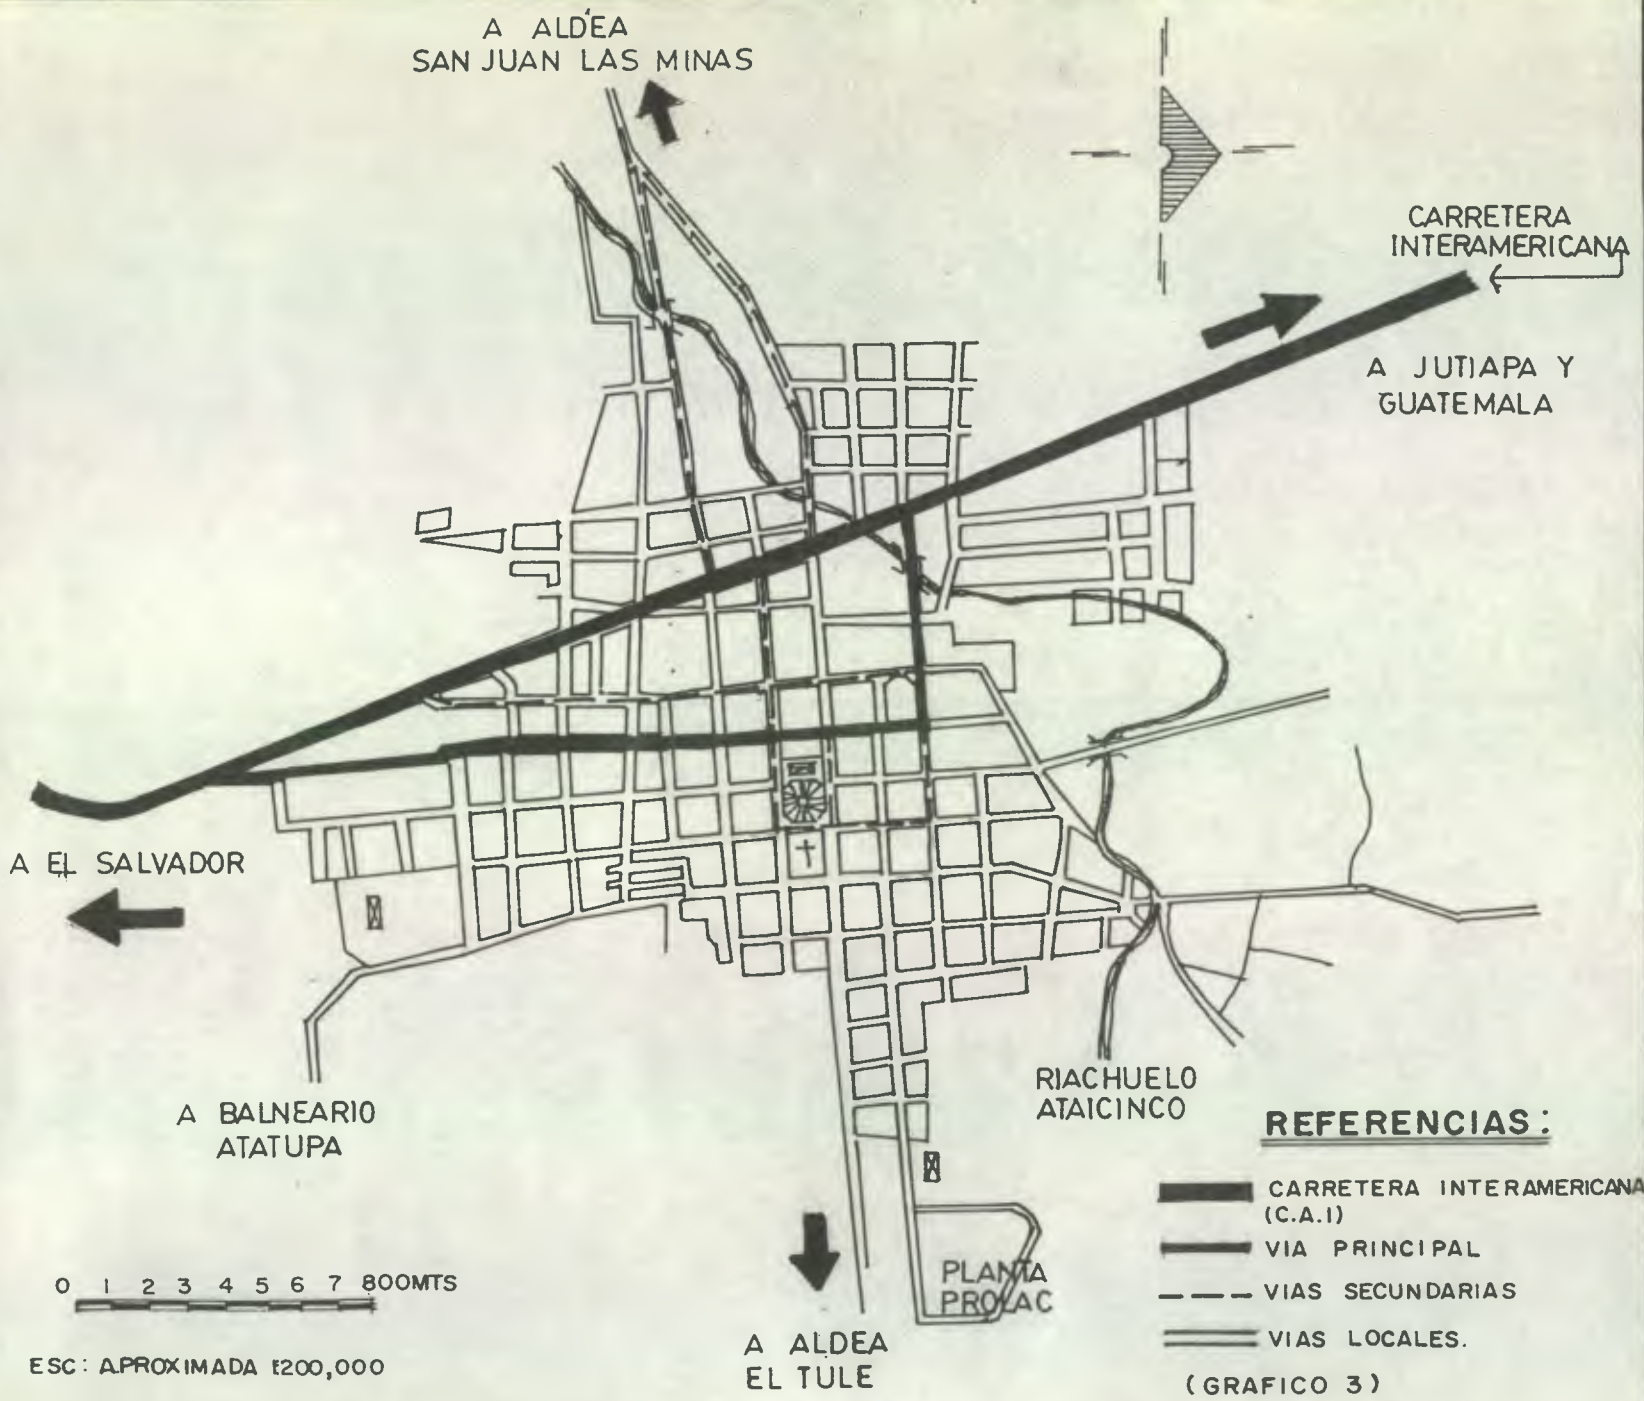 A ALDEA
SAN JUAN LAS MINAS
CARRETERA
INTERAMERICANA
A JUTIAPA Y
GUATEMALA
A EL SALVADOR
A BALNEARIO
ATATUPA
RIACHUELO
ATAICINCO
PLANTA
PROLAC
A ALDEA
EL TULE
0 1 2 3 4 5 6 7 800MTS
ESC: APROXIMADA 1:200,000
REFERENCIAS:
CARRETERA INTERAMERICANA
(C.A.1)
VIA PRINCIPAL
VIAS SECUNDARIAS
VIAS LOCALES.
(GRAFICO 3)